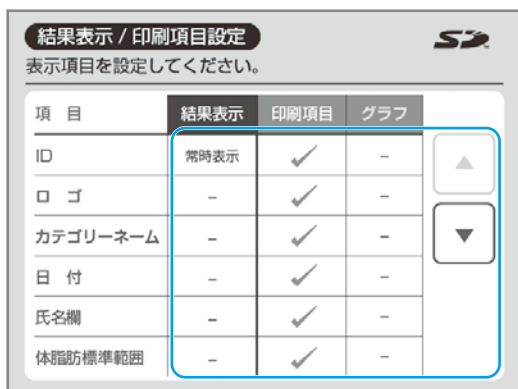 結果表示 / 印刷項目設定
SD
表示項目を設定してください。
項 目 結果表示 印刷項目 グラフ
ID 常時表示 ✓ －
ロ ゴ － ✓ －
カテゴリーネーム － ✓ －
日 付 － ✓ －
氏名欄 － ✓ －
体脂肪標準範囲 － ✓ －